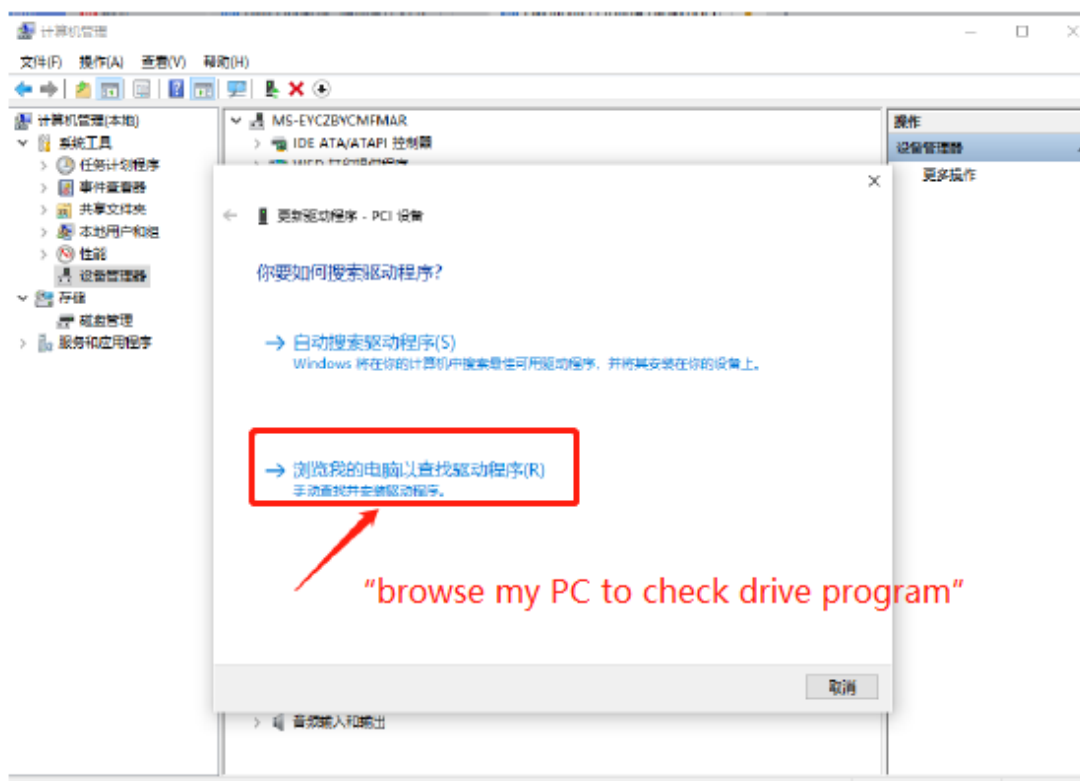 计算机管理
文件(F) 操作(A) 查看(V) 帮助(H)
计算机管理(本地)
系统工具
任务计划程序
事件查看器
共享文件夹
本地用户和组
性能
设备管理器
存储
磁盘管理
服务和应用程序
MS-EYCZBYCMFMAR
IDE ATA/ATAPI 控制器
操作
设备管理器
更多操作
更新驱动程序 - PCI 设备
你要如何搜索驱动程序?
自动搜索驱动程序(S)
Windows 将在你的计算机中搜索最佳可用驱动程序，并将其安装在你的设备上。
浏览我的电脑以查找驱动程序(R)
手动查找并安装驱动程序。
“browse my PC to check drive program”
取消
音频输入和输出